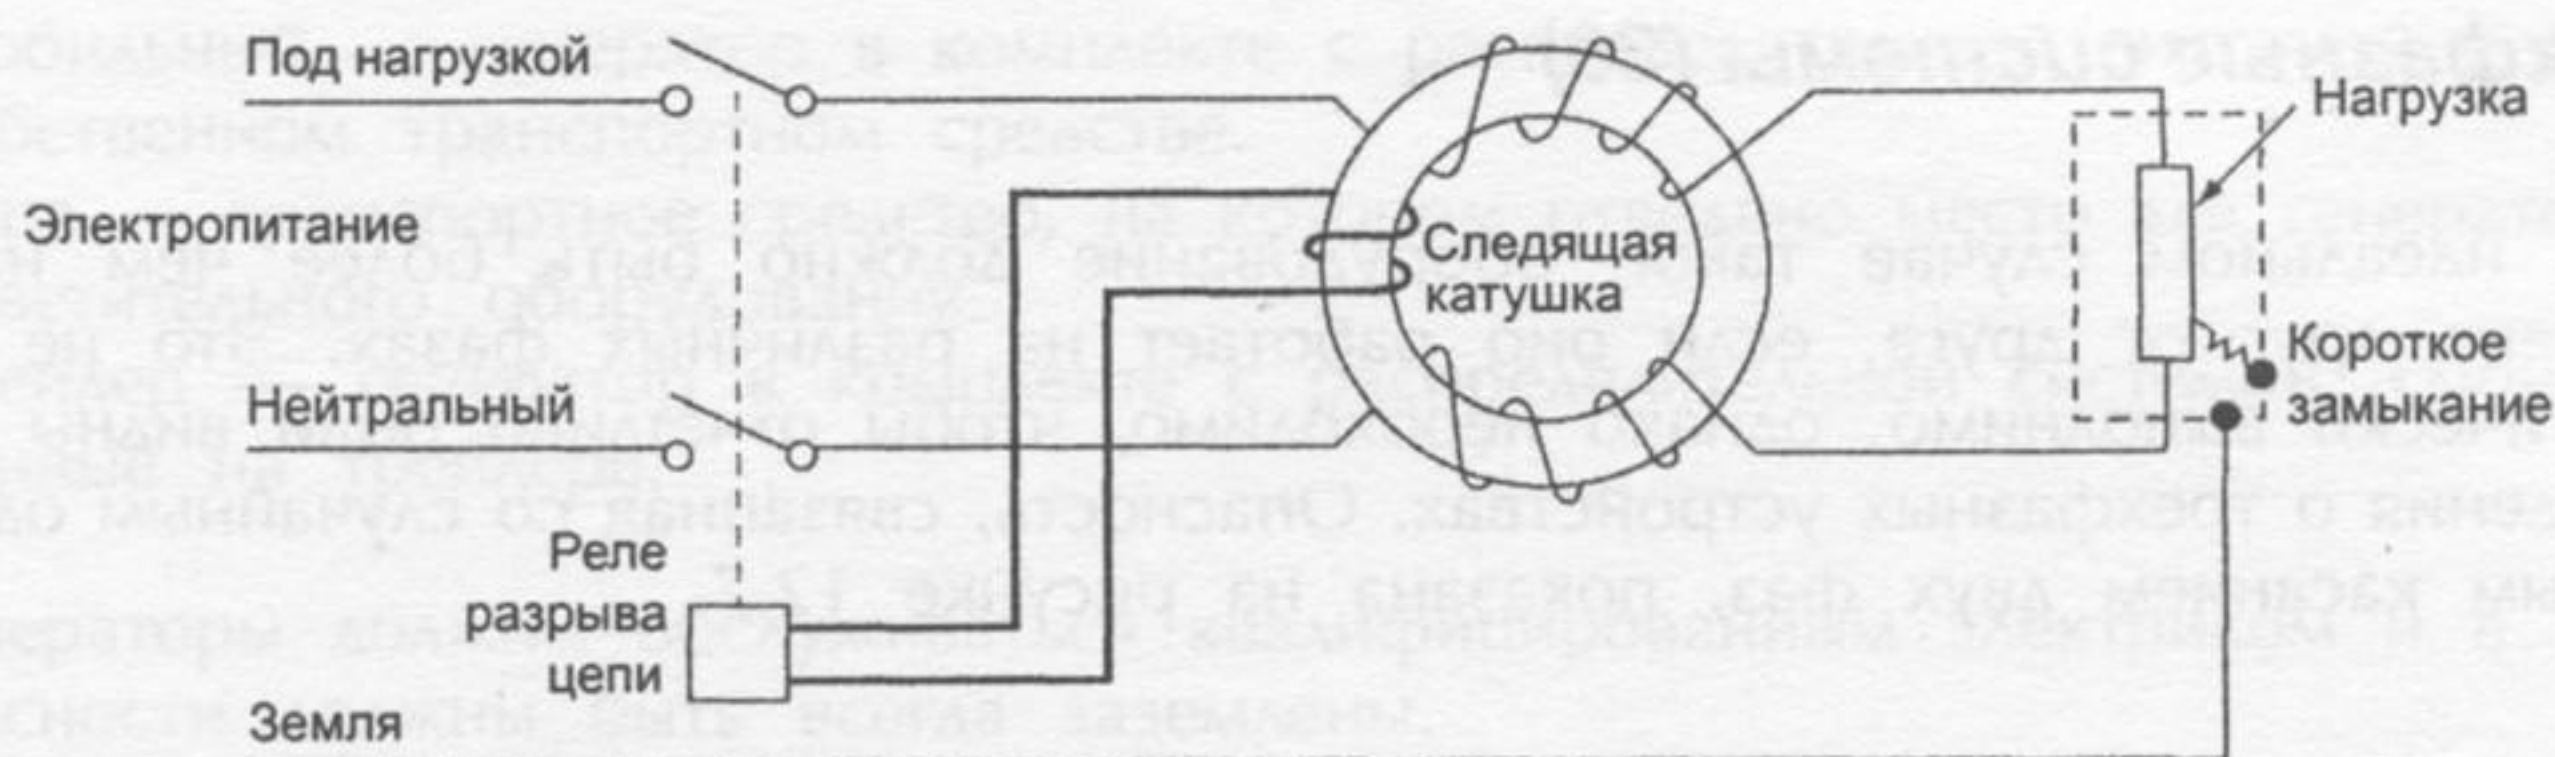 Под нагрузкой
Нагрузка
Электропитание
Следящая
катушка
Короткое
замыкание
Нейтральный
Реле
разрыва
цепи
Земля